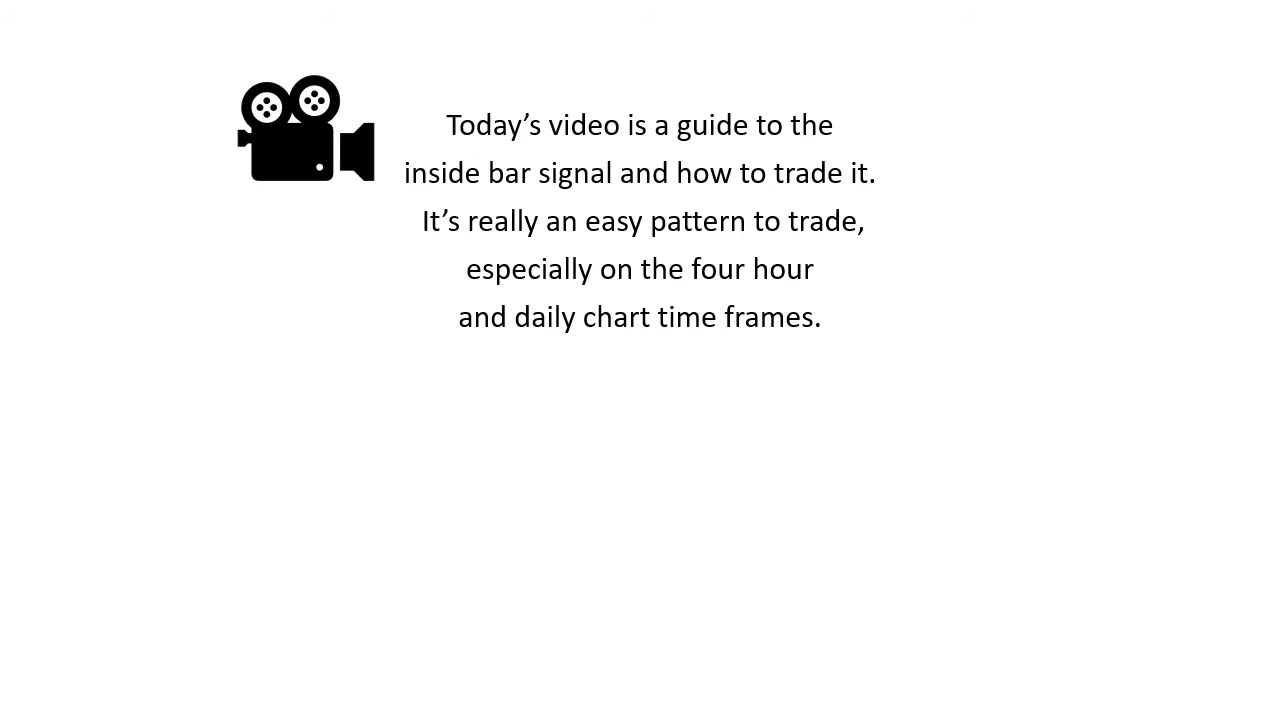 Today’s video is a guide to the
inside bar signal and how to trade it.
It’s really an easy pattern to trade,
especially on the four hour
and daily chart time frames.